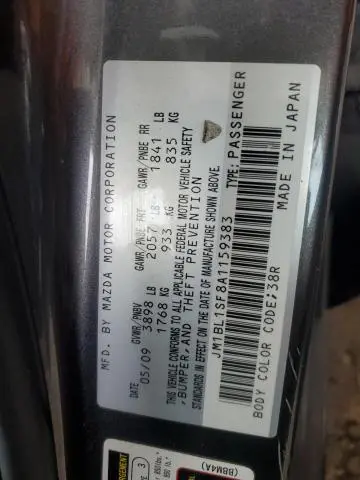 MFD. BY MAZDA MOTOR CORPORATION
DATE GVWR/PNBV GAWR/PNBE FRT GAWR/PNBE RR
05/09 3898 LB 2057 LB 1841 LB
1768 KG 933 KG 835 KG
THIS VEHICLE CONFORMS TO ALL APPLICABLE FEDERAL MOTOR VEHICLE SAFETY
, BUMPER, AND THEFT PREVENTION
STANDARDS IN EFFECT ON THE DATE OF MANUFACTURE SHOWN ABOVE.
JM1BL1SF8A1159383 TYPE: PASSENGER
BODY COLOR CODE;38R MADE IN JAPAN
(BBM4A)